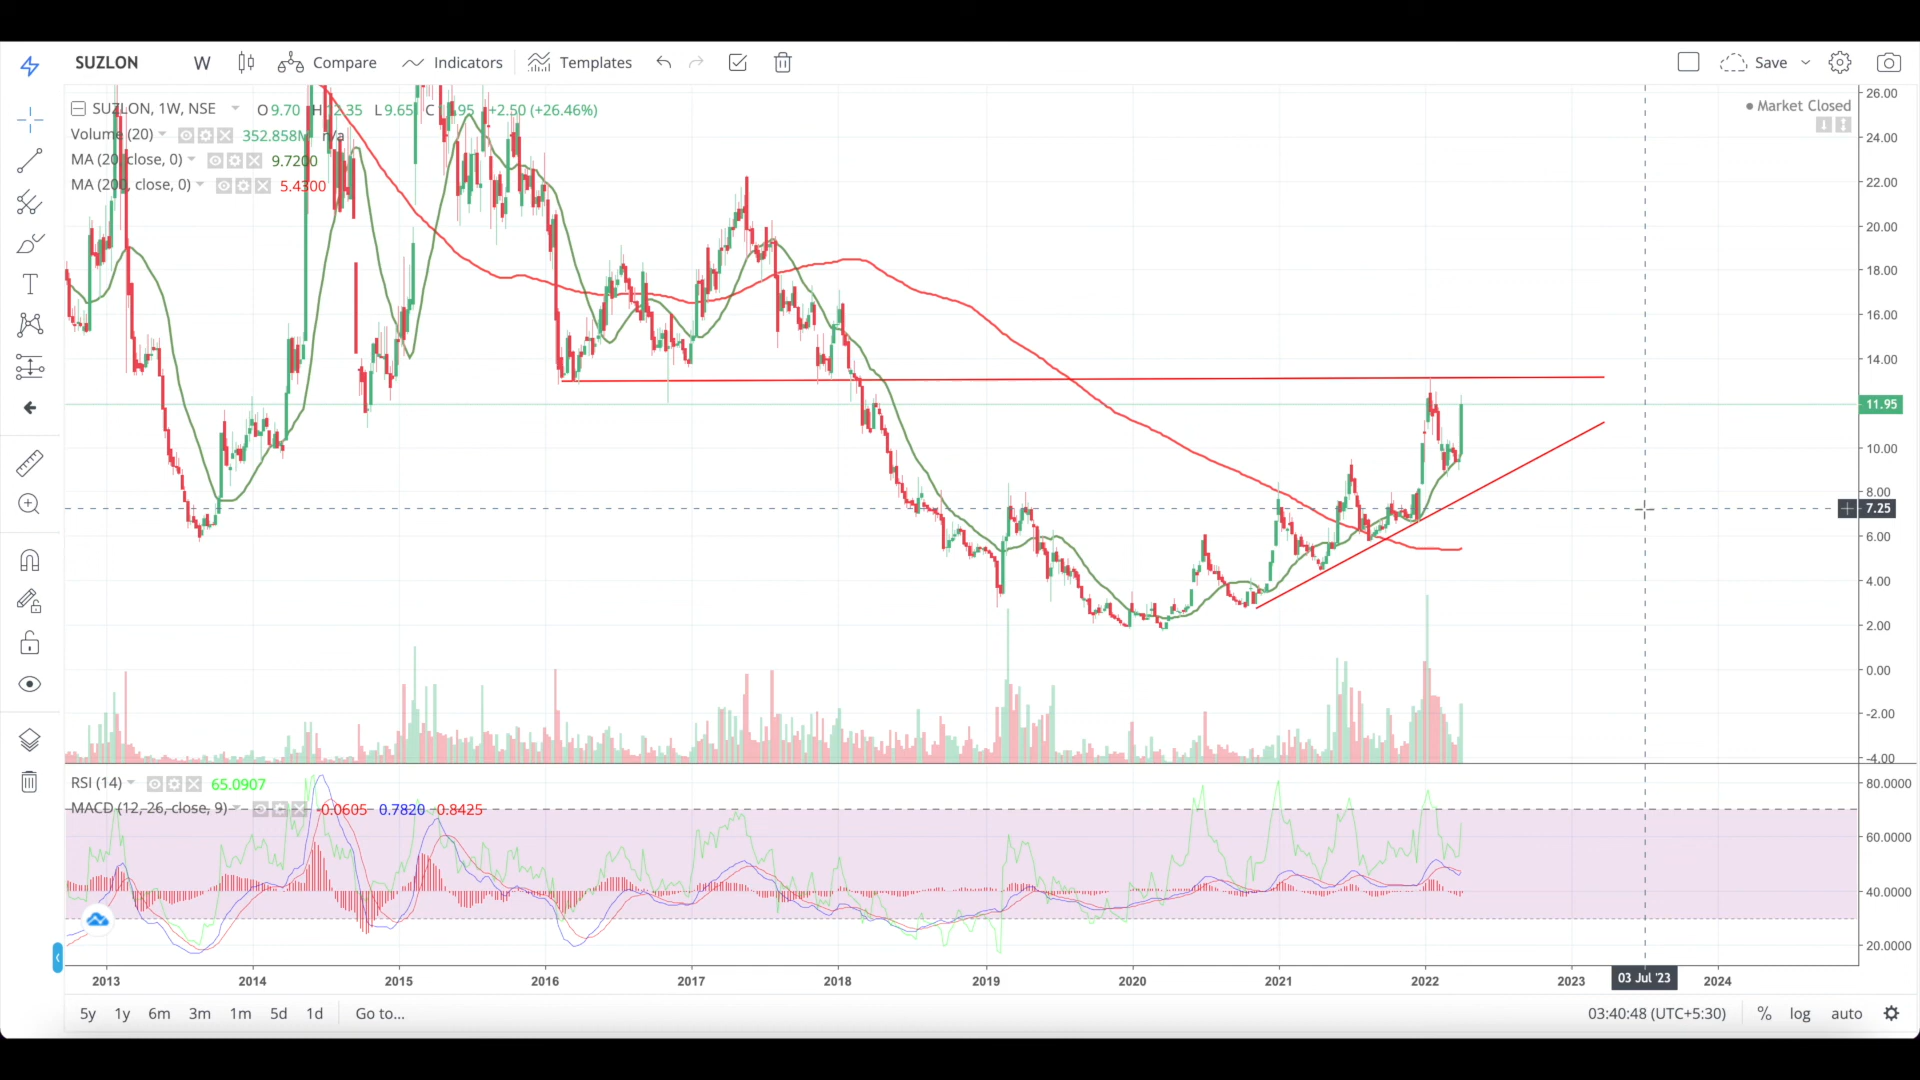 SUZLON W Compare Indicators Templates Save
SUZLON, 1W, NSE O 9.70 H 12.35 L 9.65 C 11.95 +2.50 (+26.46%)
Market Closed
Volume (20) 352.858M n/a
MA (20, close, 0) 9.7200
MA (200, close, 0) 5.4300
26.00
24.00
22.00
20.00
18.00
16.00
14.00
11.95
10.00
8.00
7.25
6.00
4.00
2.00
0.00
-2.00
-4.00
RSI (14) 65.0907
MACD (12, 26, close, 9) -0.0605 0.7820 0.8425
80.0000
60.0000
40.0000
20.0000
2013 2014 2015 2016 2017 2018 2019 2020 2021 2022 2023 03 Jul '23 2024
5y 1y 6m 3m 1m 5d 1d Go to... 03:40:48 (UTC+5:30) % log auto